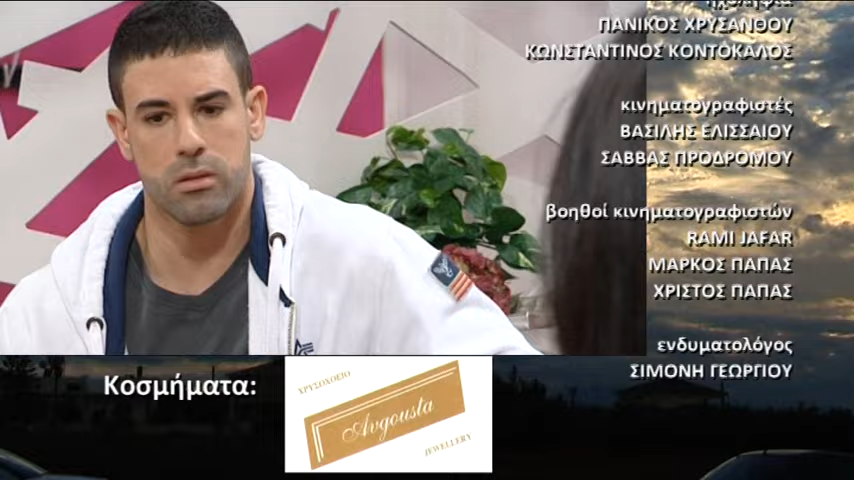 ηχοληψία
ΠΑΝΙΚΟΣ ΧΡΥΣΑΝΘΟΥ
ΚΩΝΣΤΑΝΤΙΝΟΣ ΚΟΝΤΟΚΑΛΟΣ
κινηματογραφιστές
ΒΑΣΙΛΗΣ ΕΛΙΣΣΑΙΟΥ
ΣΑΒΒΑΣ ΠΡΟΔΡΟΜΟΥ
βοηθοί κινηματογραφιστών
RAMI JAFAR
ΜΑΡΚΟΣ ΠΑΠΑΣ
ΧΡΙΣΤΟΣ ΠΑΠΑΣ
ενδυματολόγος
ΣΙΜΟΝΗ ΓΕΩΡΓΙΟΥ
Κοσμήματα:
ΧΡΥΣΟΧΟΕΙΟ
Avgousta
JEWELLERY